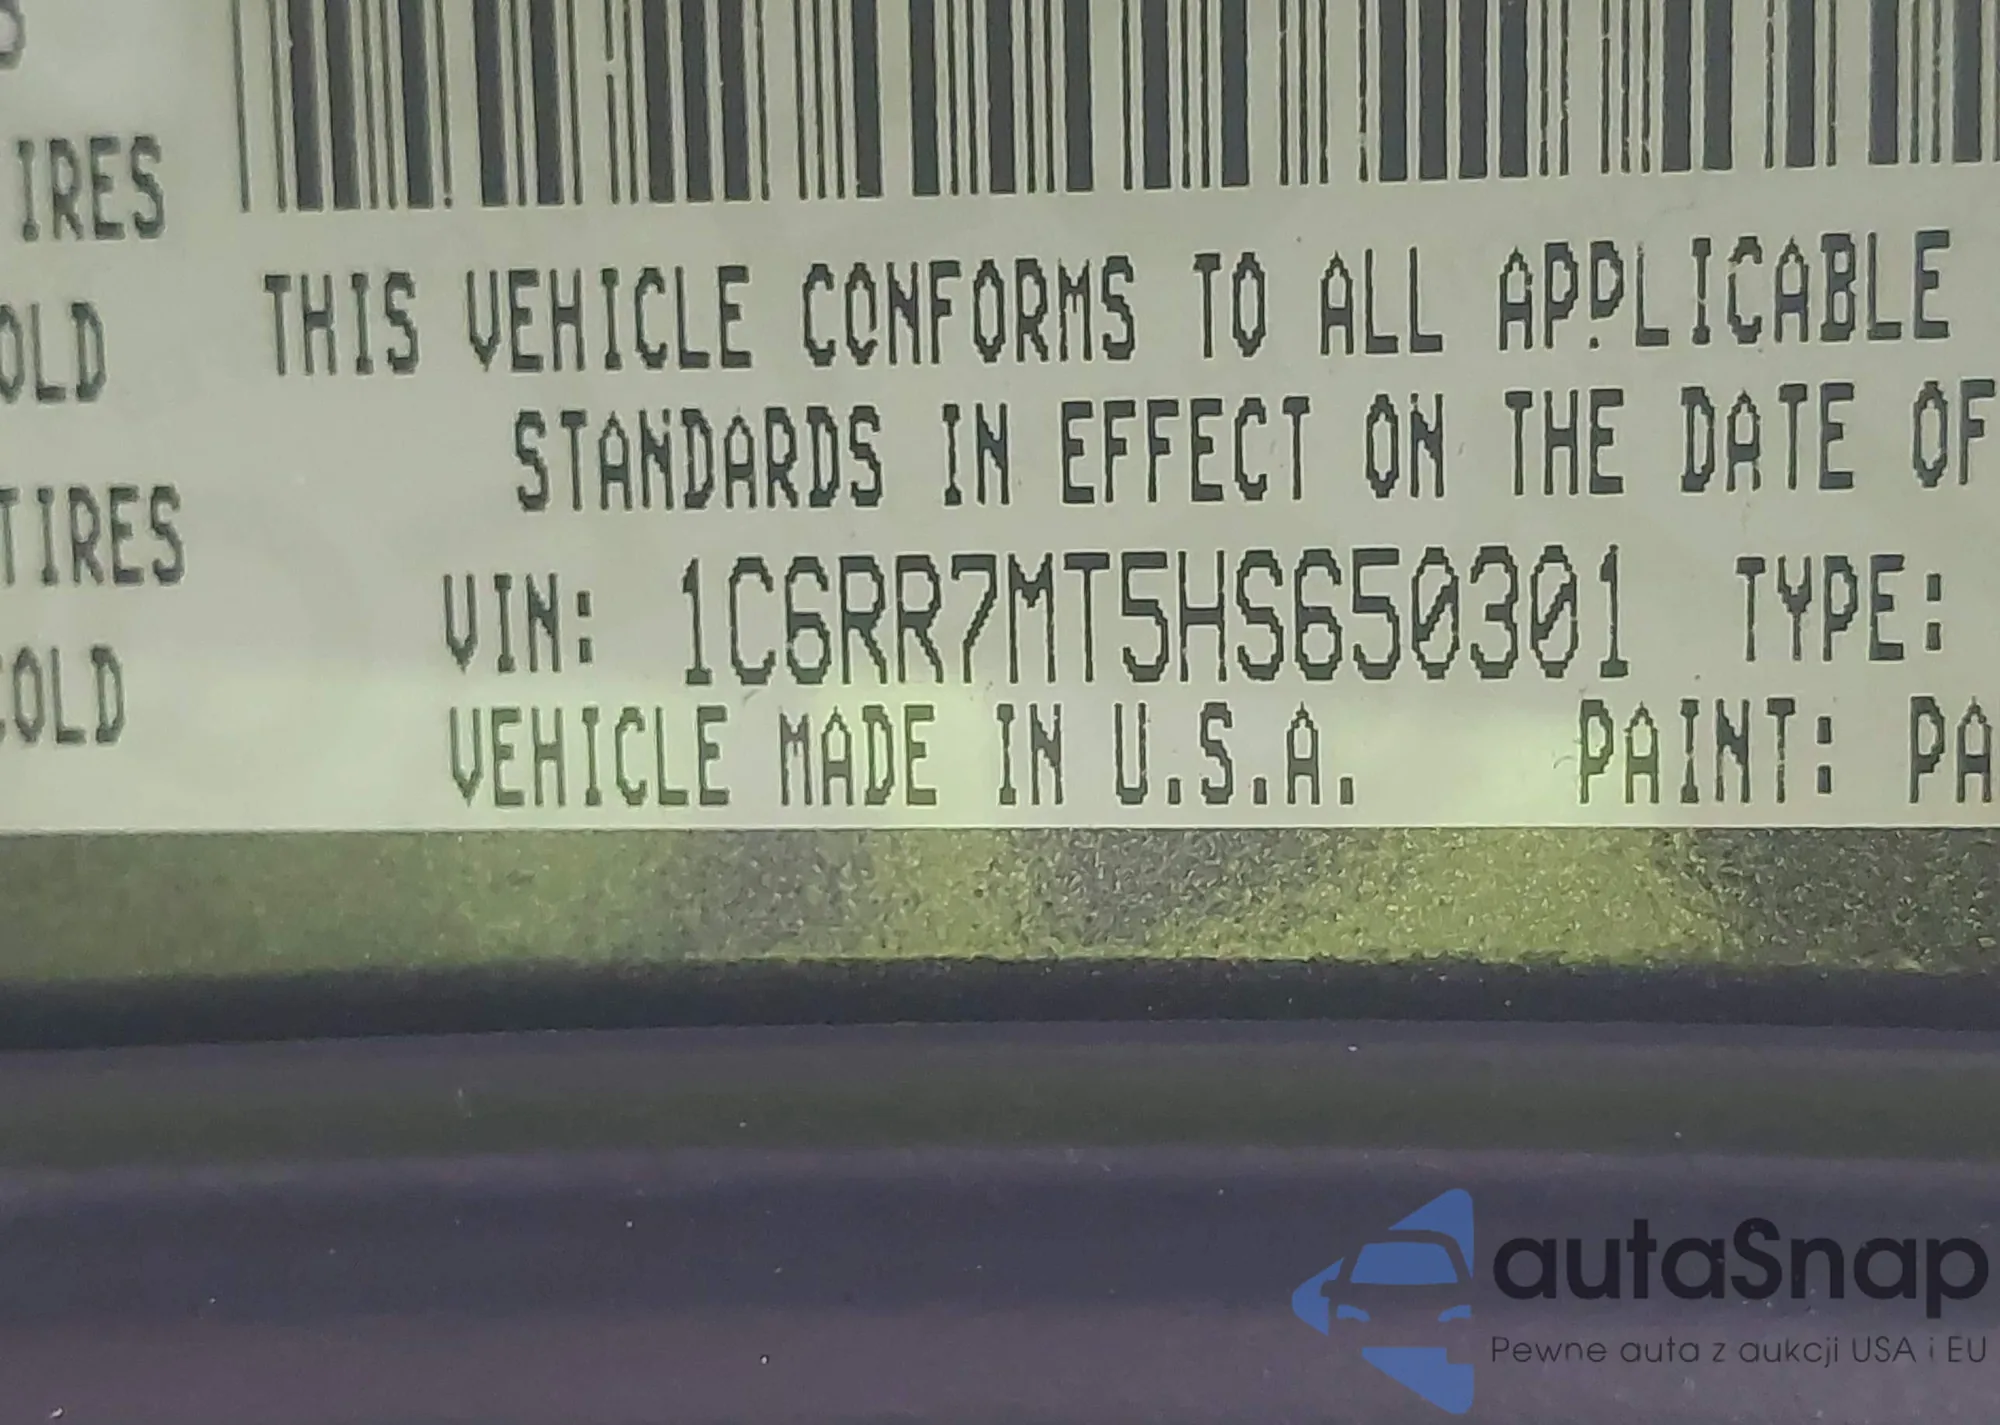 IRES
OLD
TIRES
COLD
THIS VEHICLE CONFORMS TO ALL APPLICABLE
STANDARDS IN EFFECT ON THE DATE OF
VIN: 1C6RR7MT5HS650301 TYPE:
VEHICLE MADE IN U.S.A. PAINT: PA
autaSnap
Pewne auta z aukcji USA i EU